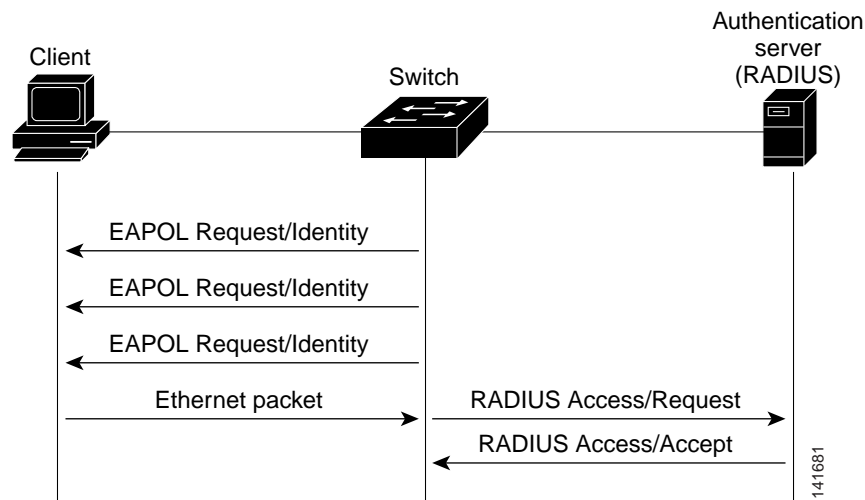 Client
Switch
Authentication
server
(RADIUS)
EAPOL Request/Identity
EAPOL Request/Identity
EAPOL Request/Identity
Ethernet packet
RADIUS Access/Request
RADIUS Access/Accept
141681